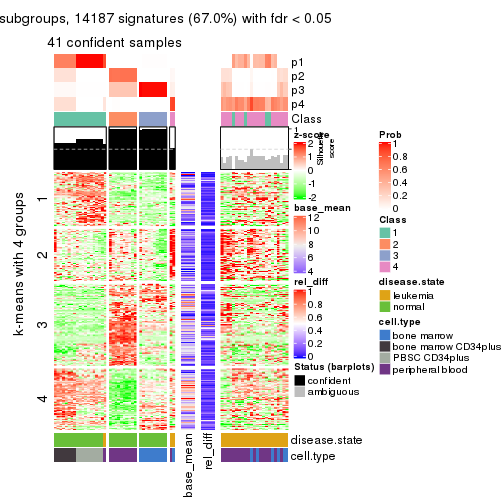 subgroups, 14187 signatures (67.0%) with fdr < 0.05
41 confident samples
p1
p2
p3
p4
Class
1
Silhouette
score
k-means with 4 groups
1
2
3
4
z-score
2
1
0
-1
-2
base_mean
12
10
8
6
4
rel_diff
1
0.8
0.6
0.4
0.2
0
Status (barplots)
confident
ambiguous
Prob
1
0.8
0.6
0.4
0.2
0
Class
1
2
3
4
disease.state
leukemia
normal
cell.type
bone marrow
bone marrow CD34plus
PBSC CD34plus
peripheral blood
disease.state
cell.type
base_mean
rel_diff